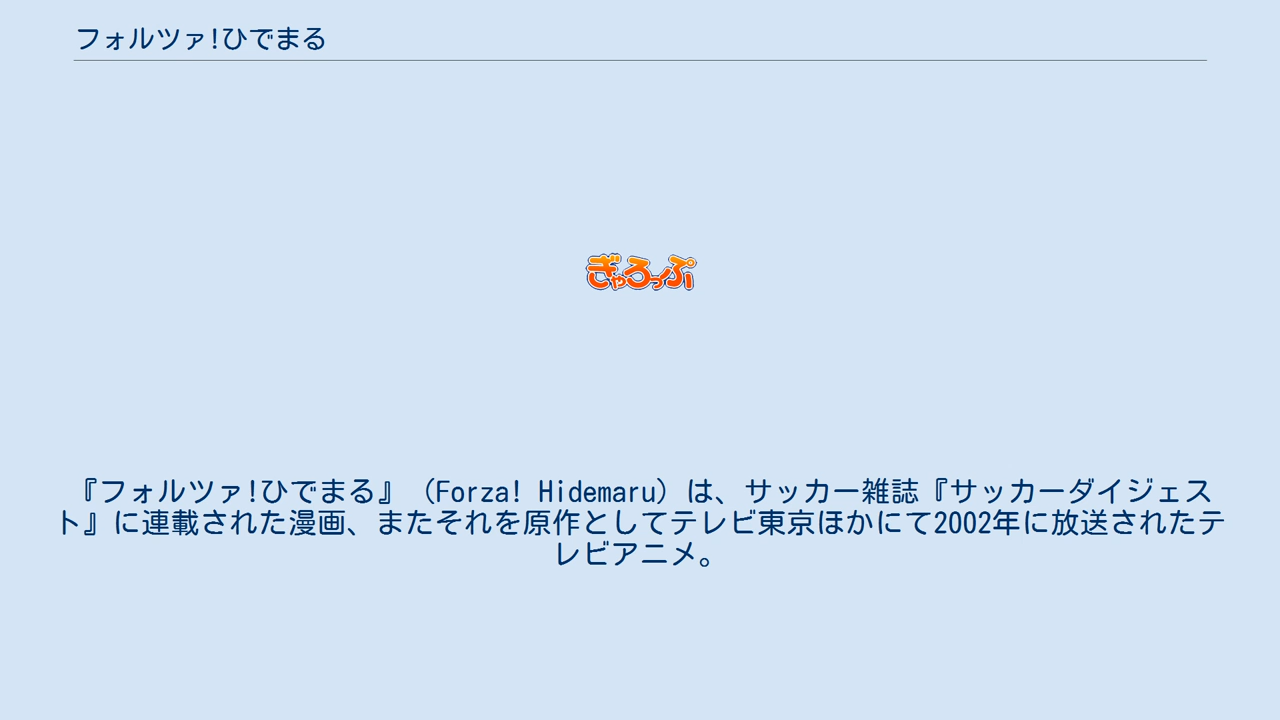 フォルツァ!ひでまる
ぎゃろっぷ
『フォルツァ!ひでまる』（Forza! Hidemaru）は、サッカー雑誌『サッカーダイジェス
ト』に連載された漫画、またそれを原作としてテレビ東京ほかにて2002年に放送されたテ
レビアニメ。